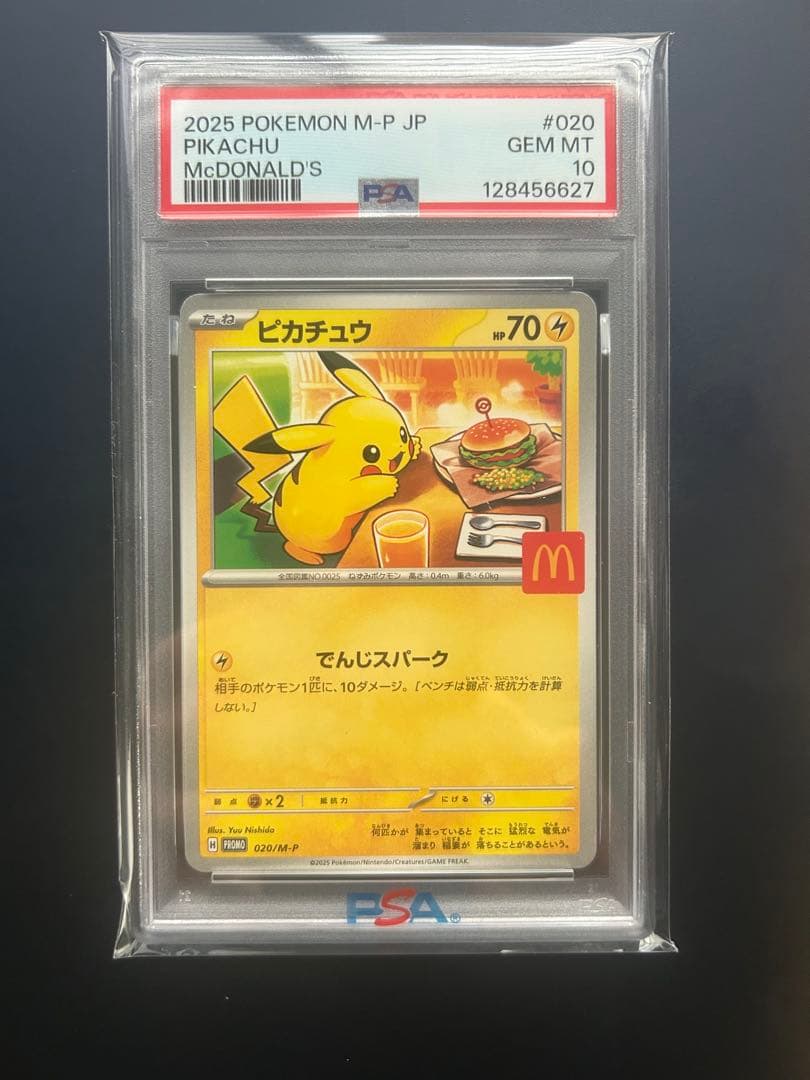 2025 POKEMON M-P JP #020
PIKACHU GEM MT
McDONALD'S 10
PSA 128456627
たね ピカチュウ HP70
全国図鑑NO.0025 ねずみポケモン 高さ:0.4m 重さ:6.0kg
でんじスパーク
相手のポケモン1匹に、10ダメージ。[ベンチは弱点・抵抗力を計算
しない。]
弱点 ×2 抵抗力 にげる
Illus. Yuu Nishida
何匹かが 集まっていると そこに 猛烈な 電気が
溜まり 稲妻が 落ちることがあるという。
H PROMO 020/M-P
©2025 Pokémon/Nintendo/Creatures/GAME FREAK.
PSA®